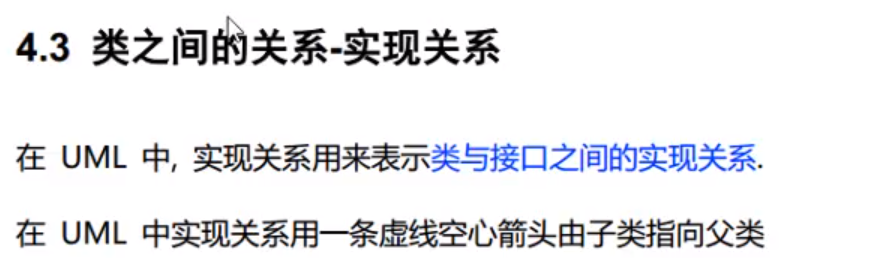 4.3 类之间的关系-实现关系
在 UML 中, 实现关系用来表示类与接口之间的实现关系.
在 UML 中实现关系用一条虚线空心箭头由子类指向父类